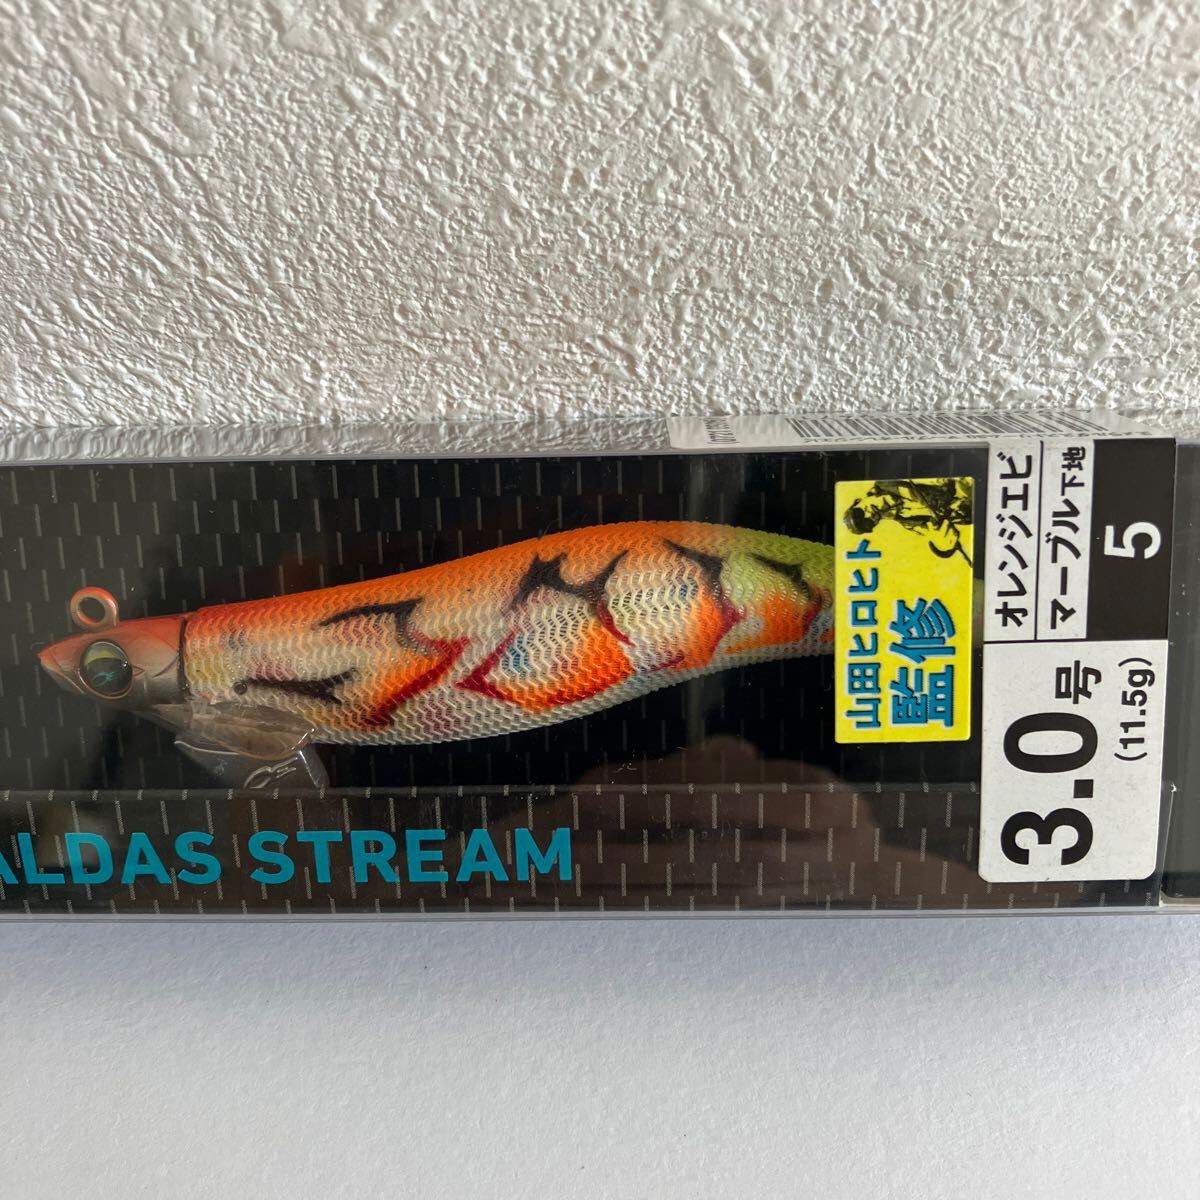 ALDAS STREAM
山田ヒロヒト
監修
オレンジエビ
マーブル下地
5
3.0号
(11.5g)